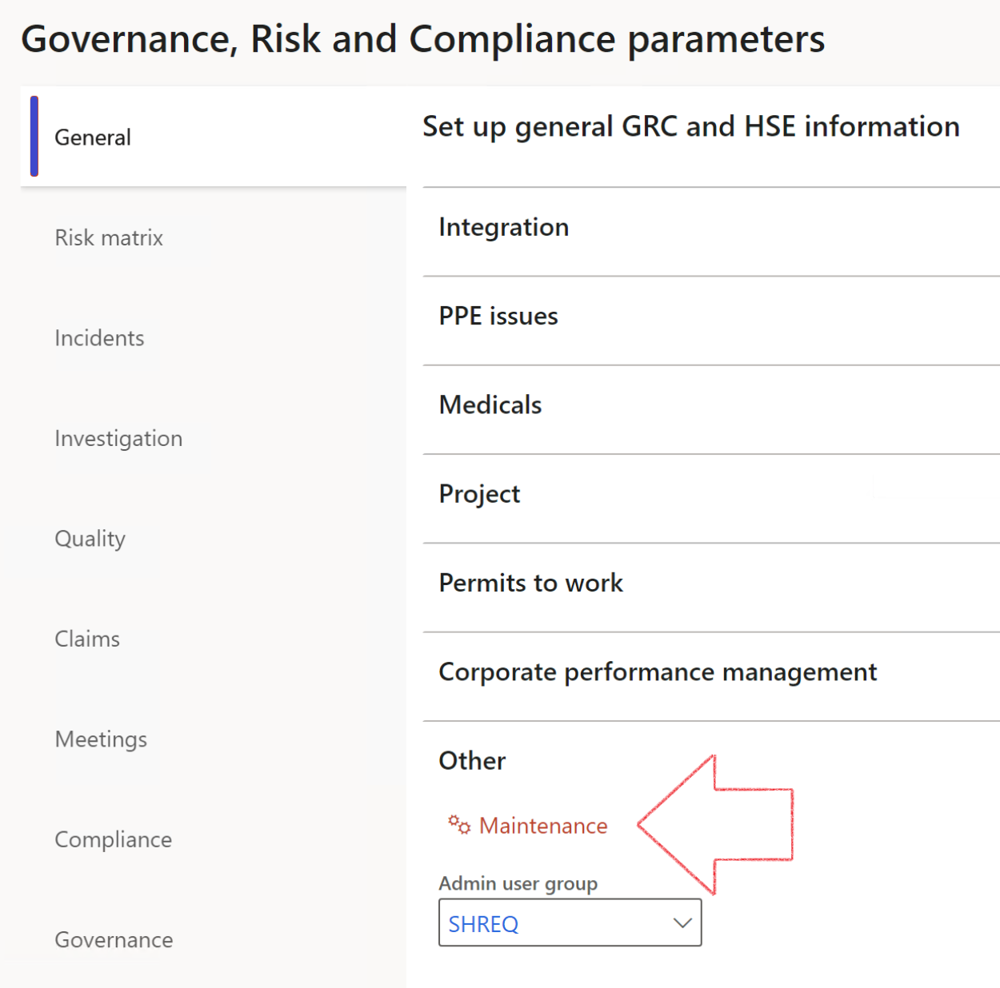 Governance, Risk and Compliance parameters
General
Risk matrix
Incidents
Investigation
Quality
Claims
Meetings
Compliance
Governance
Set up general GRC and HSE information
Integration
PPE issues
Medicals
Project
Permits to work
Corporate performance management
Other
Maintenance
Admin user group
SHREQ